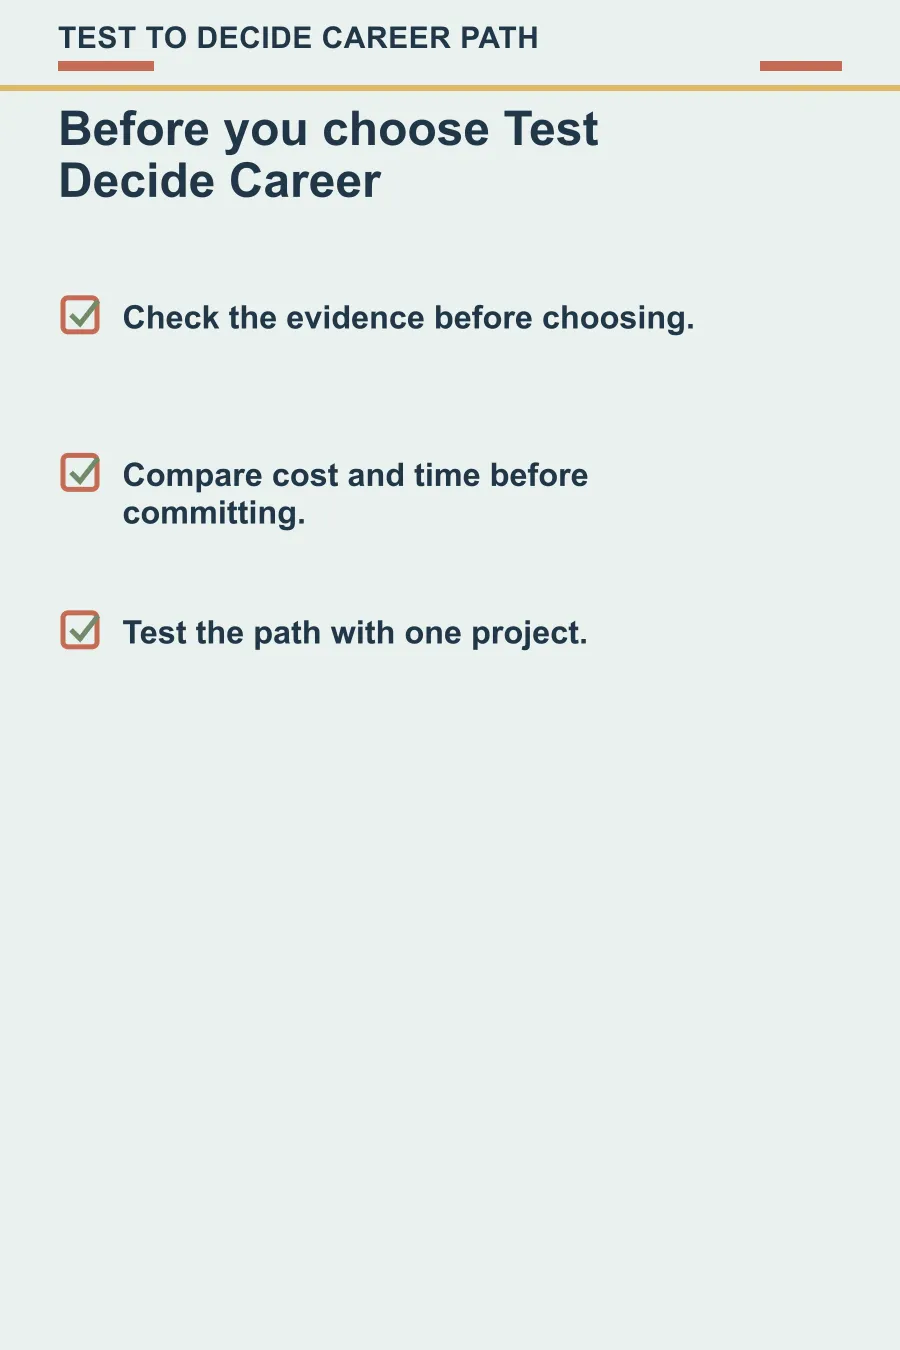 TEST TO DECIDE CAREER PATH
Before you choose Test
Decide Career
Check the evidence before choosing.
Compare cost and time before
committing.
Test the path with one project.